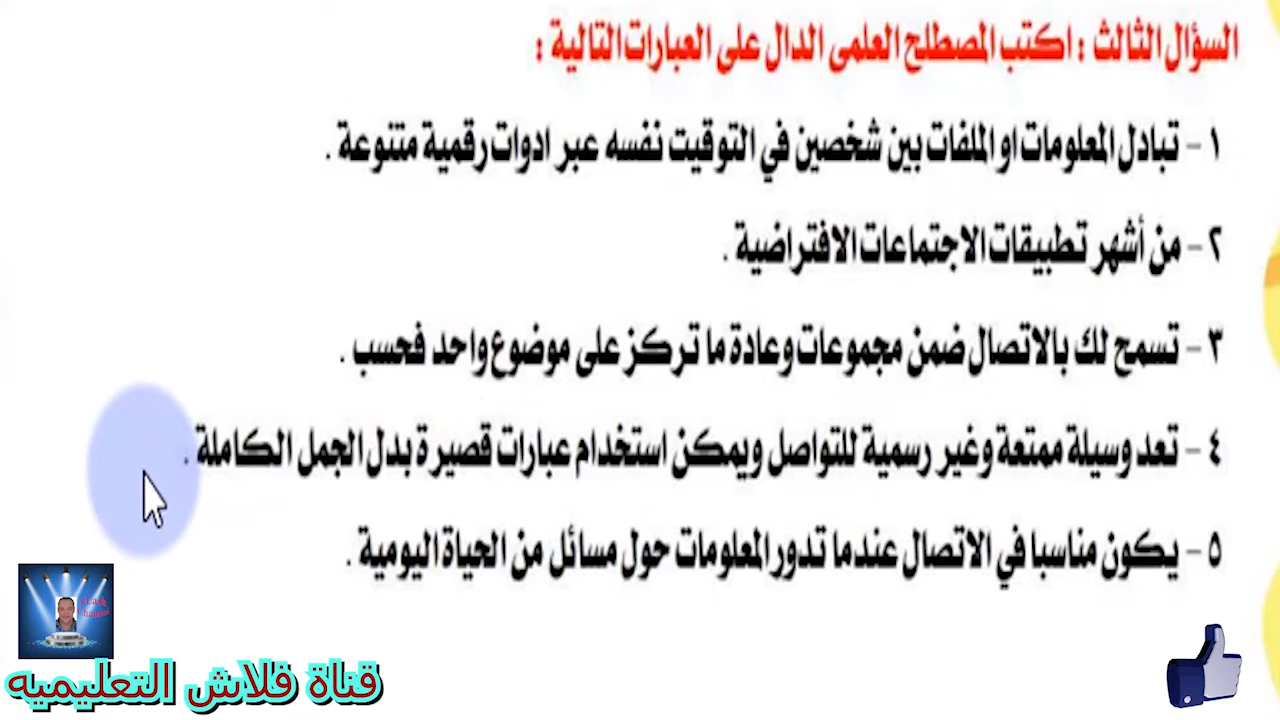 السؤال الثالث : اكتب المصطلح العلمى الدال على العبارات التالية :
١ - تبادل المعلومات او الملفات بين شخصين في التوقيت نفسه عبر ادوات رقمية متنوعة .
٢ - من أشهر تطبيقات الاجتماعات الافتراضية .
٣ - تسمح لك بالاتصال ضمن مجموعات وعادة ما تركز على موضوع واحد فحسب .
٤ - تعد وسيلة ممتعة وغير رسمية للتواصل ويمكن استخدام عبارات قصيرة بدل الجمل الكاملة .
٥ - يكون مناسبا في الاتصال عندما تدور المعلومات حول مسائل من الحياة اليومية .
قناة فلاش التعليميه